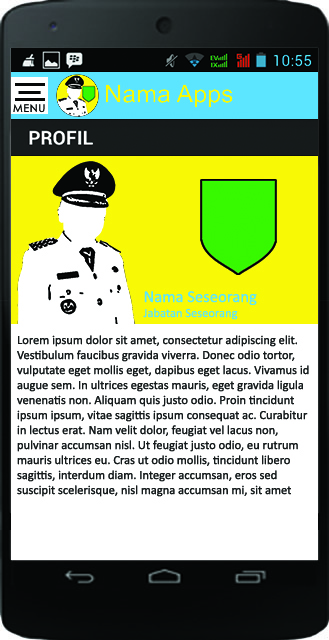 10:55
MENU
Nama Apps
PROFIL
Nama Seseorang
Jabatan Seseorang
Lorem ipsum dolor sit amet, consectetur adipiscing elit.
Vestibulum faucibus gravida viverra. Donec odio tortor,
vulputate eget mollis eget, dapibus eget lacus. Vivamus id
augue sem. In ultrices egestas mauris, eget gravida ligula
venenatis non. Aliquam quis justo odio. Proin tincidunt
ipsum ipsum, vitae sagittis ipsum consequat ac. Curabitur
in lectus erat. Nam velit dolor, feugiat vel lacus non,
pulvinar accumsan nisl. Ut feugiat justo odio, eu rutrum
mauris ultrices eu. Cras ut odio mollis, tincidunt libero
sagittis, interdum diam. Integer accumsan, eros sed
suscipit scelerisque, nisl magna accumsan mi, sit amet